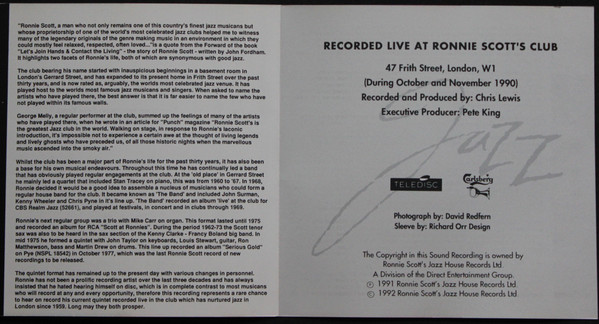 "Ronnie Scott, a man who not only remains one of this country's finest jazz musicans but
whose proprietorship of one of the world's most celebrated jazz clubs helped me to witness
many of the legendary originals of the genre making music in an environment in which they
could mostly feel relaxed, respected, often loved..."is a quote from the Forward of the book
"Let's Join Hands & Contact the Living" - the story of Ronnie Scott - written by John Fordham.
It highlights two facets of Ronnie's life, both of which are synonymous with good jazz.
The club bearing his name started with inauspicious beginnings in a basement room in
London's Gerrard Street, and has expanded to its present home in Frith Street over the past
thirty years, and is now rated as, arguably, the world's most celebrated jazz venue. It has
played host to the worlds most famous jazz musicians and singers. When asked to name the
artists who have played there, the best answer is that it is far easier to name the few who have
not played within its famous walls.
George Melly, a regular performer at the club, summed up the feelings of many of the artists
who have played there, when he wrote in an article for "Punch" magazine "Ronnie Scott's is
the greatest Jazz club in the world. Walking on stage, in response to Ronnie's laconic
introduction, it's impossible not to experience a certain awe at the thought of living legends
and lively ghosts who have preceded us, of all those historic nights when the marvellous
music ascended into the smoky air."
Whilst the club has been a major part of Ronnie's life for the past thirty years, it has also been
a base for his own musical endeavours. Throughout this time he has continually led a band
that has obviously played regular engagements at the club. At the 'old place' in Gerrard Street
he mainly led a quartet that included Stan Tracey on piano, this was from 1960 to '67. In 1968,
Ronnie decided it would be a good idea to assemble a nucleus of musicians who could form a
regular house band for the club. It became known as 'The Band' and included John Surman,
Kenny Wheeler and Chris Pyne in it's line up. 'The Band' recorded an album 'live' at the club for
CBS Realm Jazz (52661), and played at festivals, in concert and in clubs through 1969.
Ronnie's next regular group was a trio with Mike Carr on organ. This format lasted until 1975
and recorded an album for RCA "Scott at Ronnies". During the period 1962-73 the Scott tenor
sax was also to be heard in the sax section of the Kenny Clarke - Francy Boland big band. In
mid 1975 he formed a quintet with John Taylor on keyboards, Louis Stewart, guitar, Ron
Matthewson, bass and Martin Drew on drums. This line up recorded an album "Serious Gold"
on Pye (NSPL 18542) in October 1977, which was the last Ronnie Scott record of new
recordings to be released.
The quintet format has remained up to the present day with various changes in personnel.
Ronnie has not been a prolific recording artist over the last three decades and has always
insisted that he hated hearing himself on disc, which is in complete contrast to most musicians
who will record at any and every opportunity, therefore this recording represents a rare chance
to hear on record his current quintet recorded live in the club which has nurtured jazz in
London since 1959. Long may they both prosper.
RECORDED LIVE AT RONNIE SCOTT'S CLUB
47 Frith Street, London, W1
(During October and November 1990)
Recorded and Produced by: Chris Lewis
Executive Producer: Pete King
Jazz
TELEDISC
Carlsberg
Photograph by: David Redfern
Sleeve by: Richard Orr Design
The Copyright in this Sound Recording is owned by
Ronnie Scott's Jazz House Records Ltd
A Division of the Direct Entertainment Group.
℗ 1991 Ronnie Scott's Jazz House Records Ltd
© 1992 Ronnie Scott's Jazz House Records Ltd.